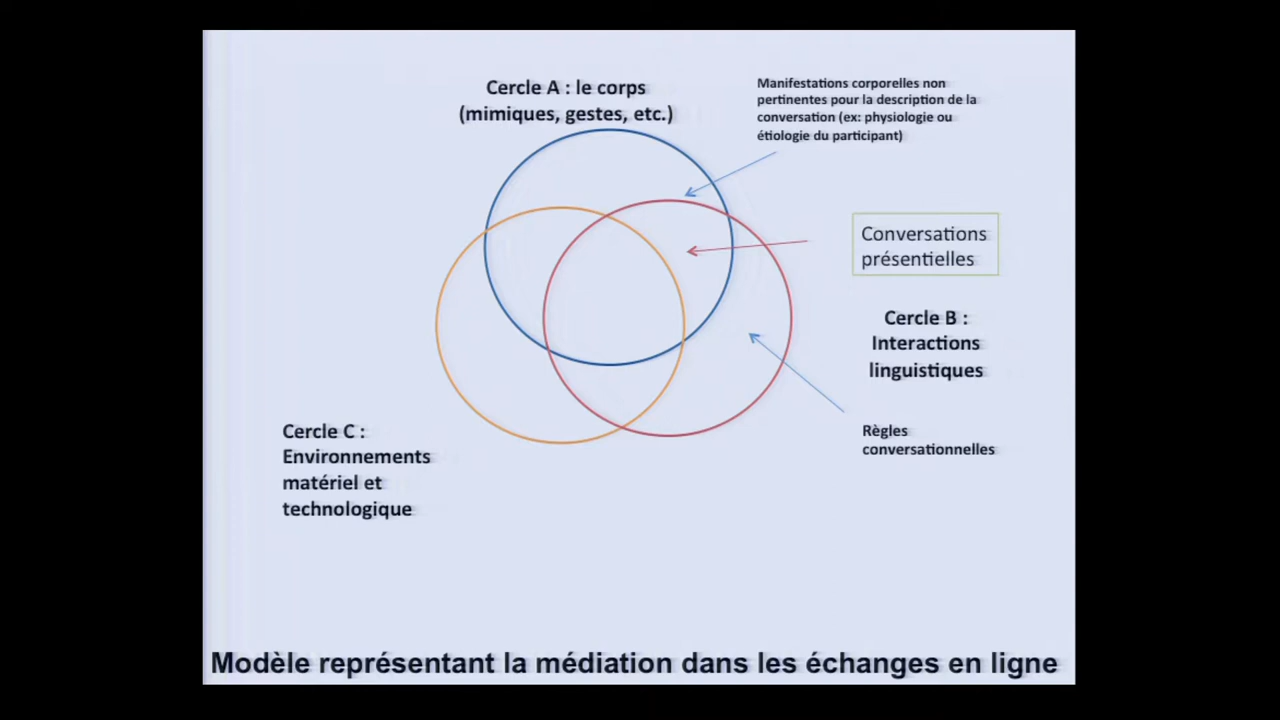 Cercle A : le corps
(mimiques, gestes, etc.)
Manifestations corporelles non
pertinentes pour la description de la
conversation (ex: physiologie ou
étiologie du participant)
Conversations
présentielles
Cercle B :
Interactions
linguistiques
Règles
conversationnelles
Cercle C :
Environnements
matériel et
technologique
Modèle représentant la médiation dans les échanges en ligne